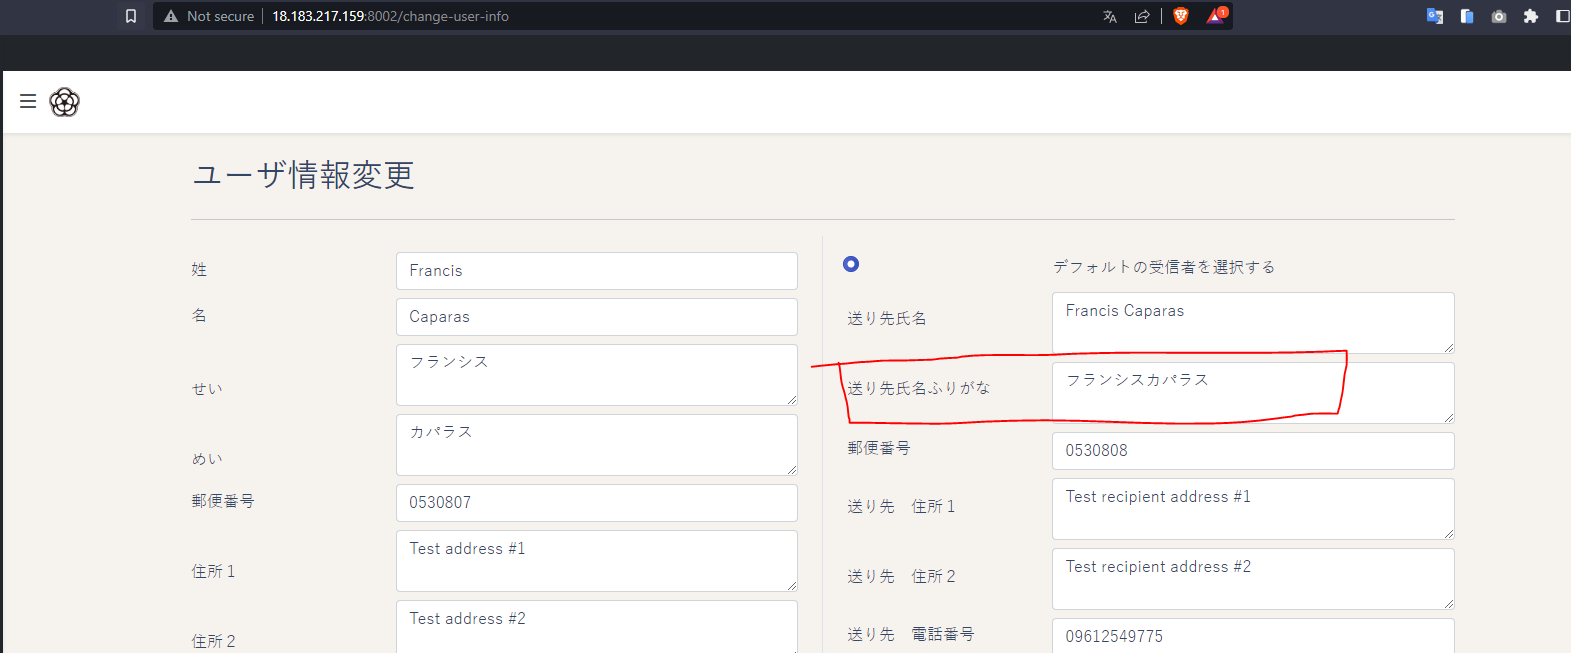 Not secure 18.183.217.159:8002/change-user-info
1
ユーザ情報変更
姓 Francis
名 Caparas
せい フランシス
めい カパラス
郵便番号 0530807
住所１ Test address #1
住所２ Test address #2
デフォルトの受信者を選択する
送り先氏名 Francis Caparas
送り先氏名ふりがな フランシスカパラス
郵便番号 0530808
送り先　住所１ Test recipient address #1
送り先　住所２ Test recipient address #2
送り先　電話番号 09612549775